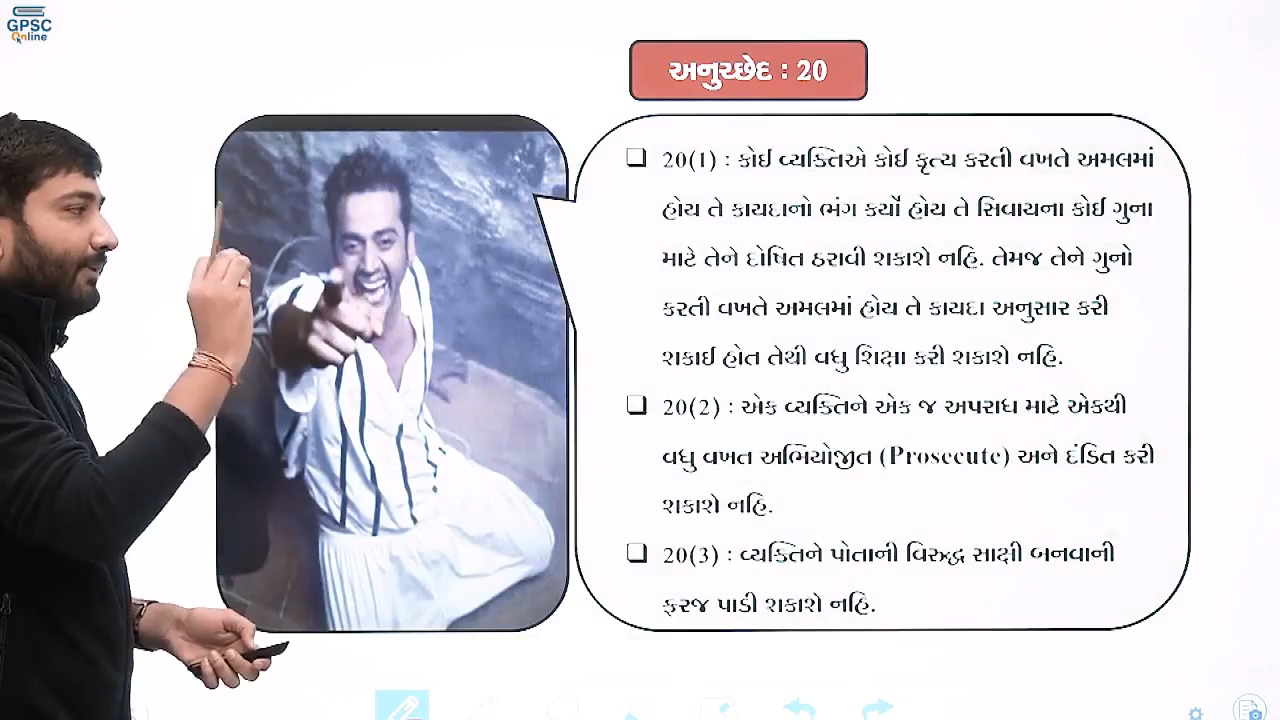 GPSC
Online
અનુચ્છેદ : 20
❑ 20(1) : કોઈ વ્યક્તિએ કોઈ કૃત્ય કરતી વખતે અમલમાં
હોય તે કાયદાનો ભંગ કર્યો હોય તે સિવાયના કોઈ ગુના
માટે તેને દોષિત ઠરાવી શકાશે નહિ. તેમજ તેને ગુનો
કરતી વખતે અમલમાં હોય તે કાયદા અનુસાર કરી
શકાઈ હોત તેથી વધુ શિક્ષા કરી શકાશે નહિ.
❑ 20(2) : એક વ્યક્તિને એક જ અપરાધ માટે એકથી
વધુ વખત અભિયોજીત (Prosecute) અને દંડિત કરી
શકાશે નહિ.
❑ 20(3) : વ્યક્તિને પોતાની વિરુદ્ધ સાક્ષી બનવાની
ફરજ પાડી શકાશે નહિ.